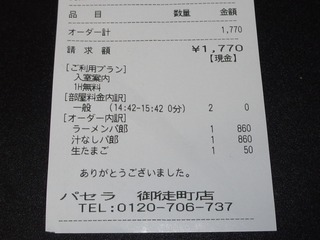 品 目 数量 金額
オーダー計 1,770
請 求 額 ¥1,770
[現金]
[ご利用プラン]
入室案内
1H無料
[部屋料金内訳]
一般 (14:42-15:42 0分) 2 0
[オーダー内訳]
ラーメンパ郎 1 860
汁なしパ郎 1 860
生たまご 1 50
ありがとうございました。
パセラ 御徒町店
TEL:0120-706-737